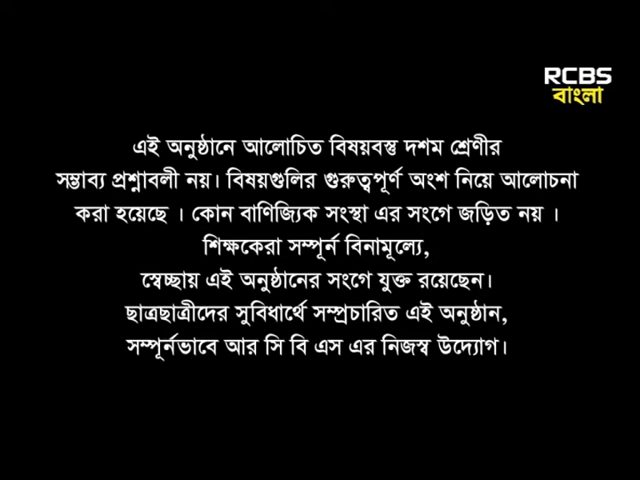 RCBS
বাংলা
এই অনুষ্ঠানে আলোচিত বিষয়বস্তু দশম শ্রেণীর
সম্ভাব্য প্রশ্নাবলী নয়। বিষয়গুলির গুরুত্বপূর্ণ অংশ নিয়ে আলোচনা
করা হয়েছে । কোন বাণিজ্যিক সংস্থা এর সংগে জড়িত নয় ।
শিক্ষকেরা সম্পূর্ন বিনামূল্যে,
স্বেচ্ছায় এই অনুষ্ঠানের সংগে যুক্ত রয়েছেন।
ছাত্রছাত্রীদের সুবিধার্থে সম্প্রচারিত এই অনুষ্ঠান,
সম্পূর্নভাবে আর সি বি এস এর নিজস্ব উদ্যোগ।